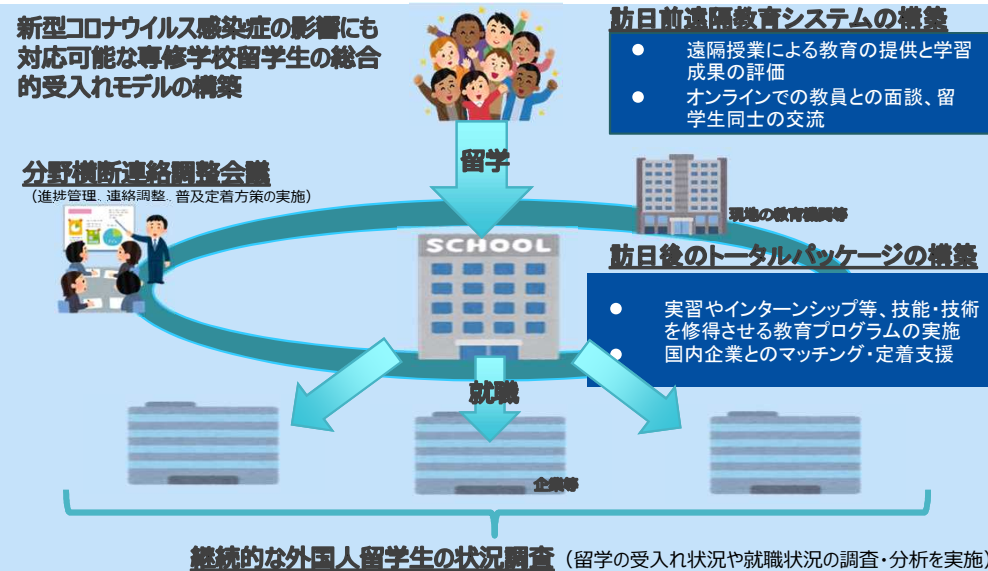 新型コロナウイルス感染症の影響にも
対応可能な専修学校留学生の総合
的受入れモデルの構築
訪日前遠隔教育システムの構築
● 遠隔授業による教育の提供と学習
成果の評価
● オンラインでの教員との面談、留
学生同士の交流
留学
分野横断連絡調整会議
（進捗管理、連絡調整、普及定着方策の実施）
現地の教育機関等
SCHOOL
訪日後のトータルパッケージの構築
● 実習やインターンシップ等、技能・技術
を修得させる教育プログラムの実施
● 国内企業とのマッチング・定着支援
就職
企業等
継続的な外国人留学生の状況調査（留学の受入れ状況や就職状況の調査・分析を実施）